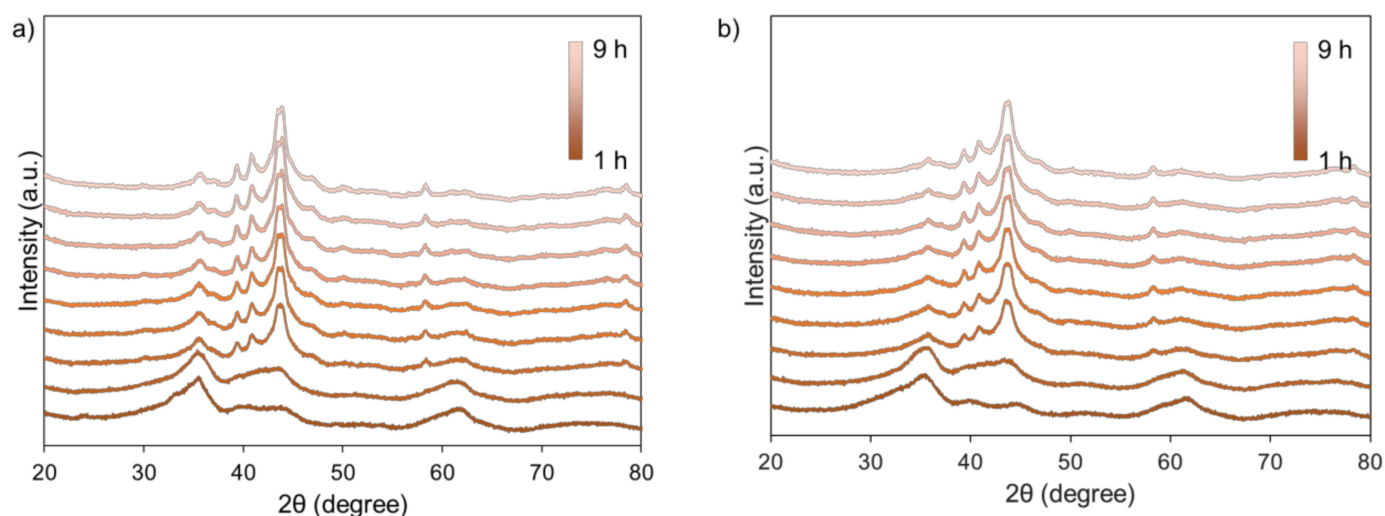 a)
9 h
1 h
Intensity (a.u.)
20 30 40 50 60 70 80
2θ (degree)
b)
9 h
1 h
Intensity (a.u.)
20 30 40 50 60 70 80
2θ (degree)